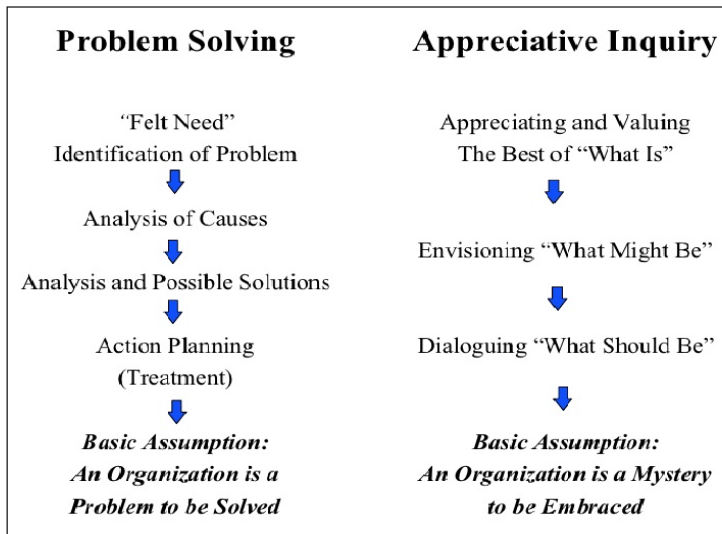 Problem Solving
“Felt Need”
Identification of Problem
Analysis of Causes
Analysis and Possible Solutions
Action Planning
(Treatment)
Basic Assumption:
An Organization is a
Problem to be Solved
Appreciative Inquiry
Appreciating and Valuing
The Best of “What Is”
Envisioning “What Might Be”
Dialoguing “What Should Be”
Basic Assumption:
An Organization is a Mystery
to be Embraced